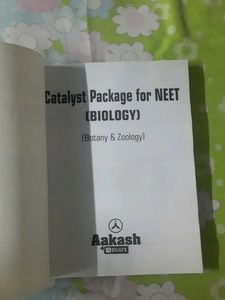 Catalyst Package for NEET
(BIOLOGY)
(Botany & Zoology)
Aakash
+ BYJU'S